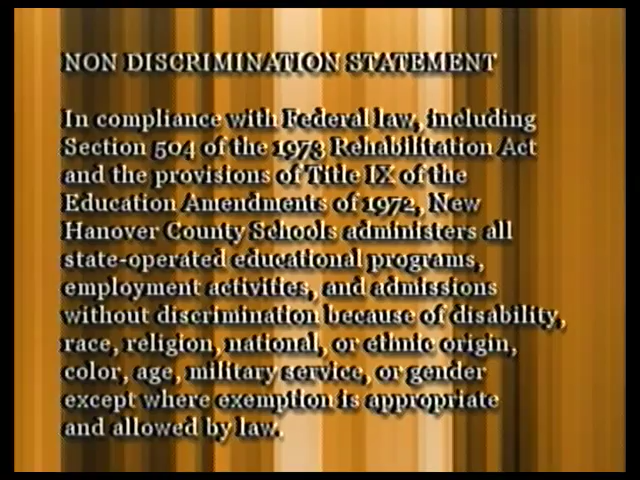 NON DISCRIMINATION STATEMENT
In compliance with Federal law, including
Section 504 of the 1973 Rehabilitation Act
and the provisions of Title IX of the
Education Amendments of 1972, New
Hanover County Schools administers all
state-operated educational programs,
employment activities, and admissions
without discrimination because of disability,
race, religion, national, or ethnic origin,
color, age, military service, or gender
except where exemption is appropriate
and allowed by law.